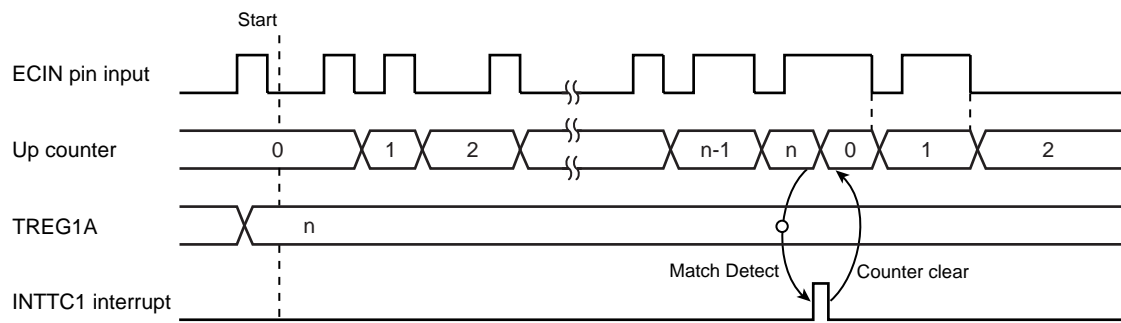 Start
ECIN pin input
Up counter 0 1 2 n-1 n 0 1 2
TREG1A n
Match Detect Counter clear
INTTC1 interrupt